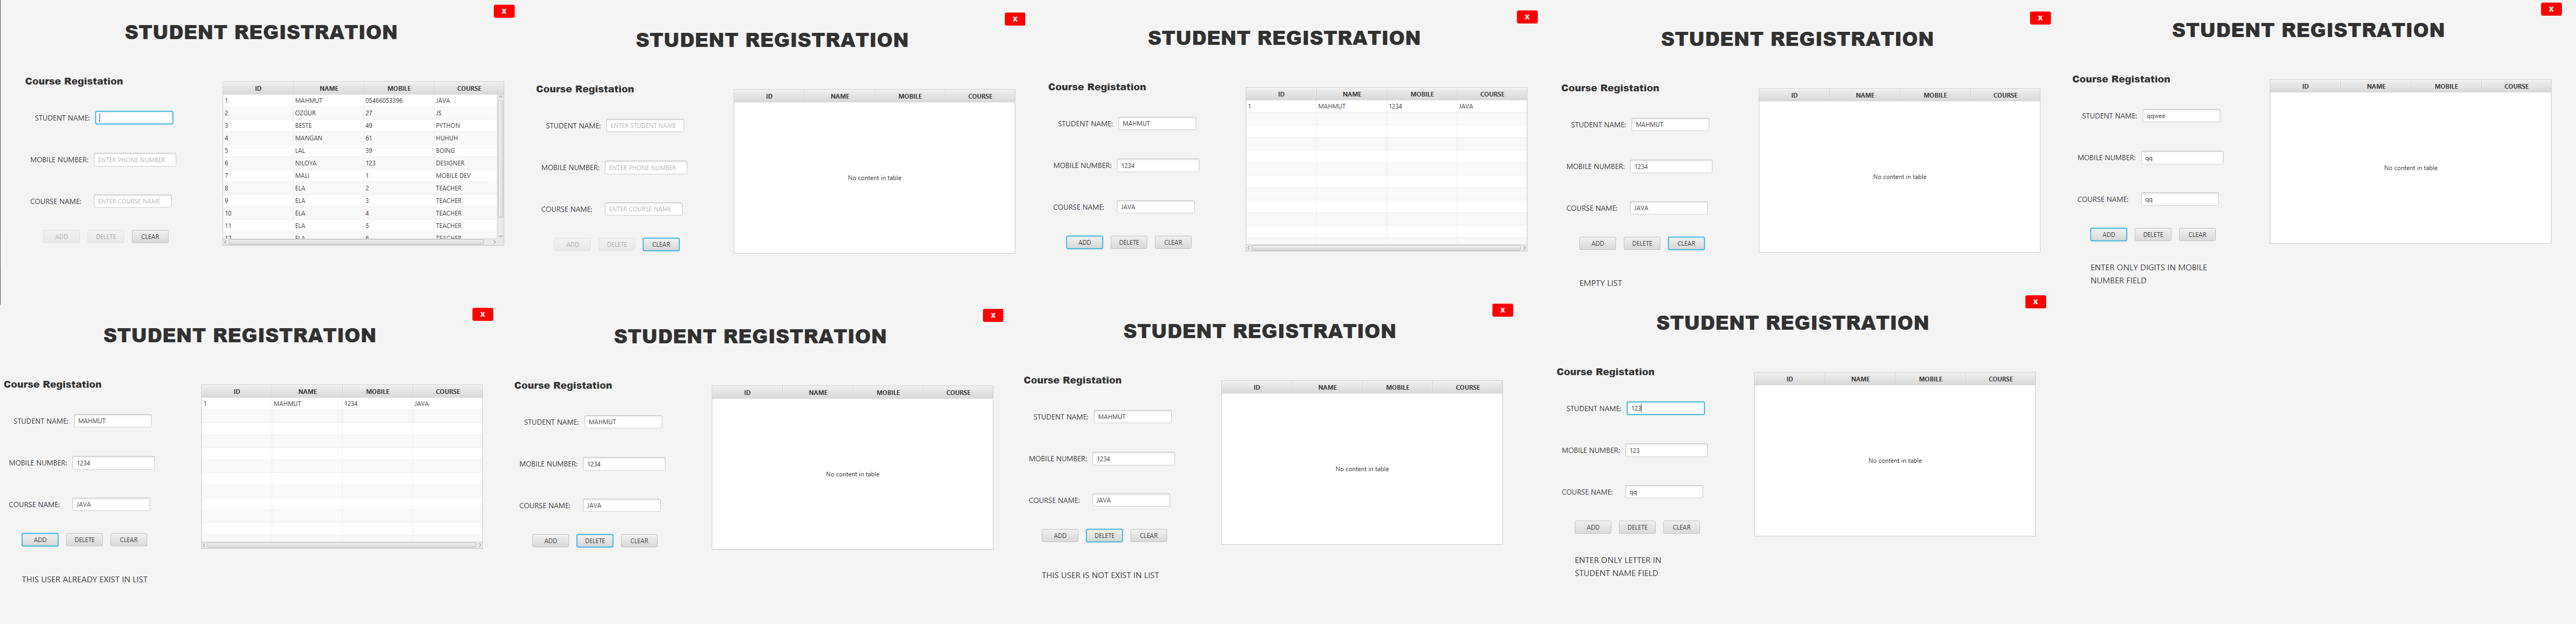 X
STUDENT REGISTRATION
Course Registation
ID NAME MOBILE COURSE
1 MAHMUT 05466053396 JAVA
2 OZGUR 27 JS
3 BESTE 49 PYTHON
4 MANGAN 61 HUHUH
5 LAL 39 BOING
6 NILOYA 123 DESIGNER
7 MALI 1 MOBILE DEV
8 ELA 2 TEACHER
9 ELA 3 TEACHER
10 ELA 4 TEACHER
11 ELA 5 TEACHER
12 ELA 6 TEACHER
STUDENT NAME:
MOBILE NUMBER: ENTER PHONE NUMBER
COURSE NAME: ENTER COURSE NAME
ADD DELETE CLEAR
X
STUDENT REGISTRATION
Course Registation
ID NAME MOBILE COURSE
STUDENT NAME: ENTER STUDENT NAME
MOBILE NUMBER: ENTER PHONE NUMBER
No content in table
COURSE NAME: ENTER COURSE NAME
ADD DELETE CLEAR
X
STUDENT REGISTRATION
Course Registation
ID NAME MOBILE COURSE
1 MAHMUT 1234 JAVA
STUDENT NAME: MAHMUT
MOBILE NUMBER: 1234
COURSE NAME: JAVA
ADD DELETE CLEAR
X
STUDENT REGISTRATION
Course Registation
ID NAME MOBILE COURSE
STUDENT NAME: MAHMUT
MOBILE NUMBER: 1234
No content in table
COURSE NAME: JAVA
ADD DELETE CLEAR
EMPTY LIST
X
STUDENT REGISTRATION
Course Registation
ID NAME MOBILE COURSE
STUDENT NAME: qqwee
MOBILE NUMBER: qq
No content in table
COURSE NAME: qq
ADD DELETE CLEAR
ENTER ONLY DIGITS IN MOBILE
NUMBER FIELD
X
STUDENT REGISTRATION
Course Registation
ID NAME MOBILE COURSE
1 MAHMUT 1234 JAVA
STUDENT NAME: MAHMUT
MOBILE NUMBER: 1234
COURSE NAME: JAVA
ADD DELETE CLEAR
THIS USER ALREADY EXIST IN LIST
X
STUDENT REGISTRATION
Course Registation
ID NAME MOBILE COURSE
STUDENT NAME: MAHMUT
MOBILE NUMBER: 1234
No content in table
COURSE NAME: JAVA
ADD DELETE CLEAR
X
STUDENT REGISTRATION
Course Registation
ID NAME MOBILE COURSE
STUDENT NAME: MAHMUT
MOBILE NUMBER: 1234
No content in table
COURSE NAME: JAVA
ADD DELETE CLEAR
THIS USER IS NOT EXIST IN LIST
X
STUDENT REGISTRATION
Course Registation
ID NAME MOBILE COURSE
STUDENT NAME: 123
MOBILE NUMBER: 123
No content in table
COURSE NAME: qq
ADD DELETE CLEAR
ENTER ONLY LETTER IN
STUDENT NAME FIELD